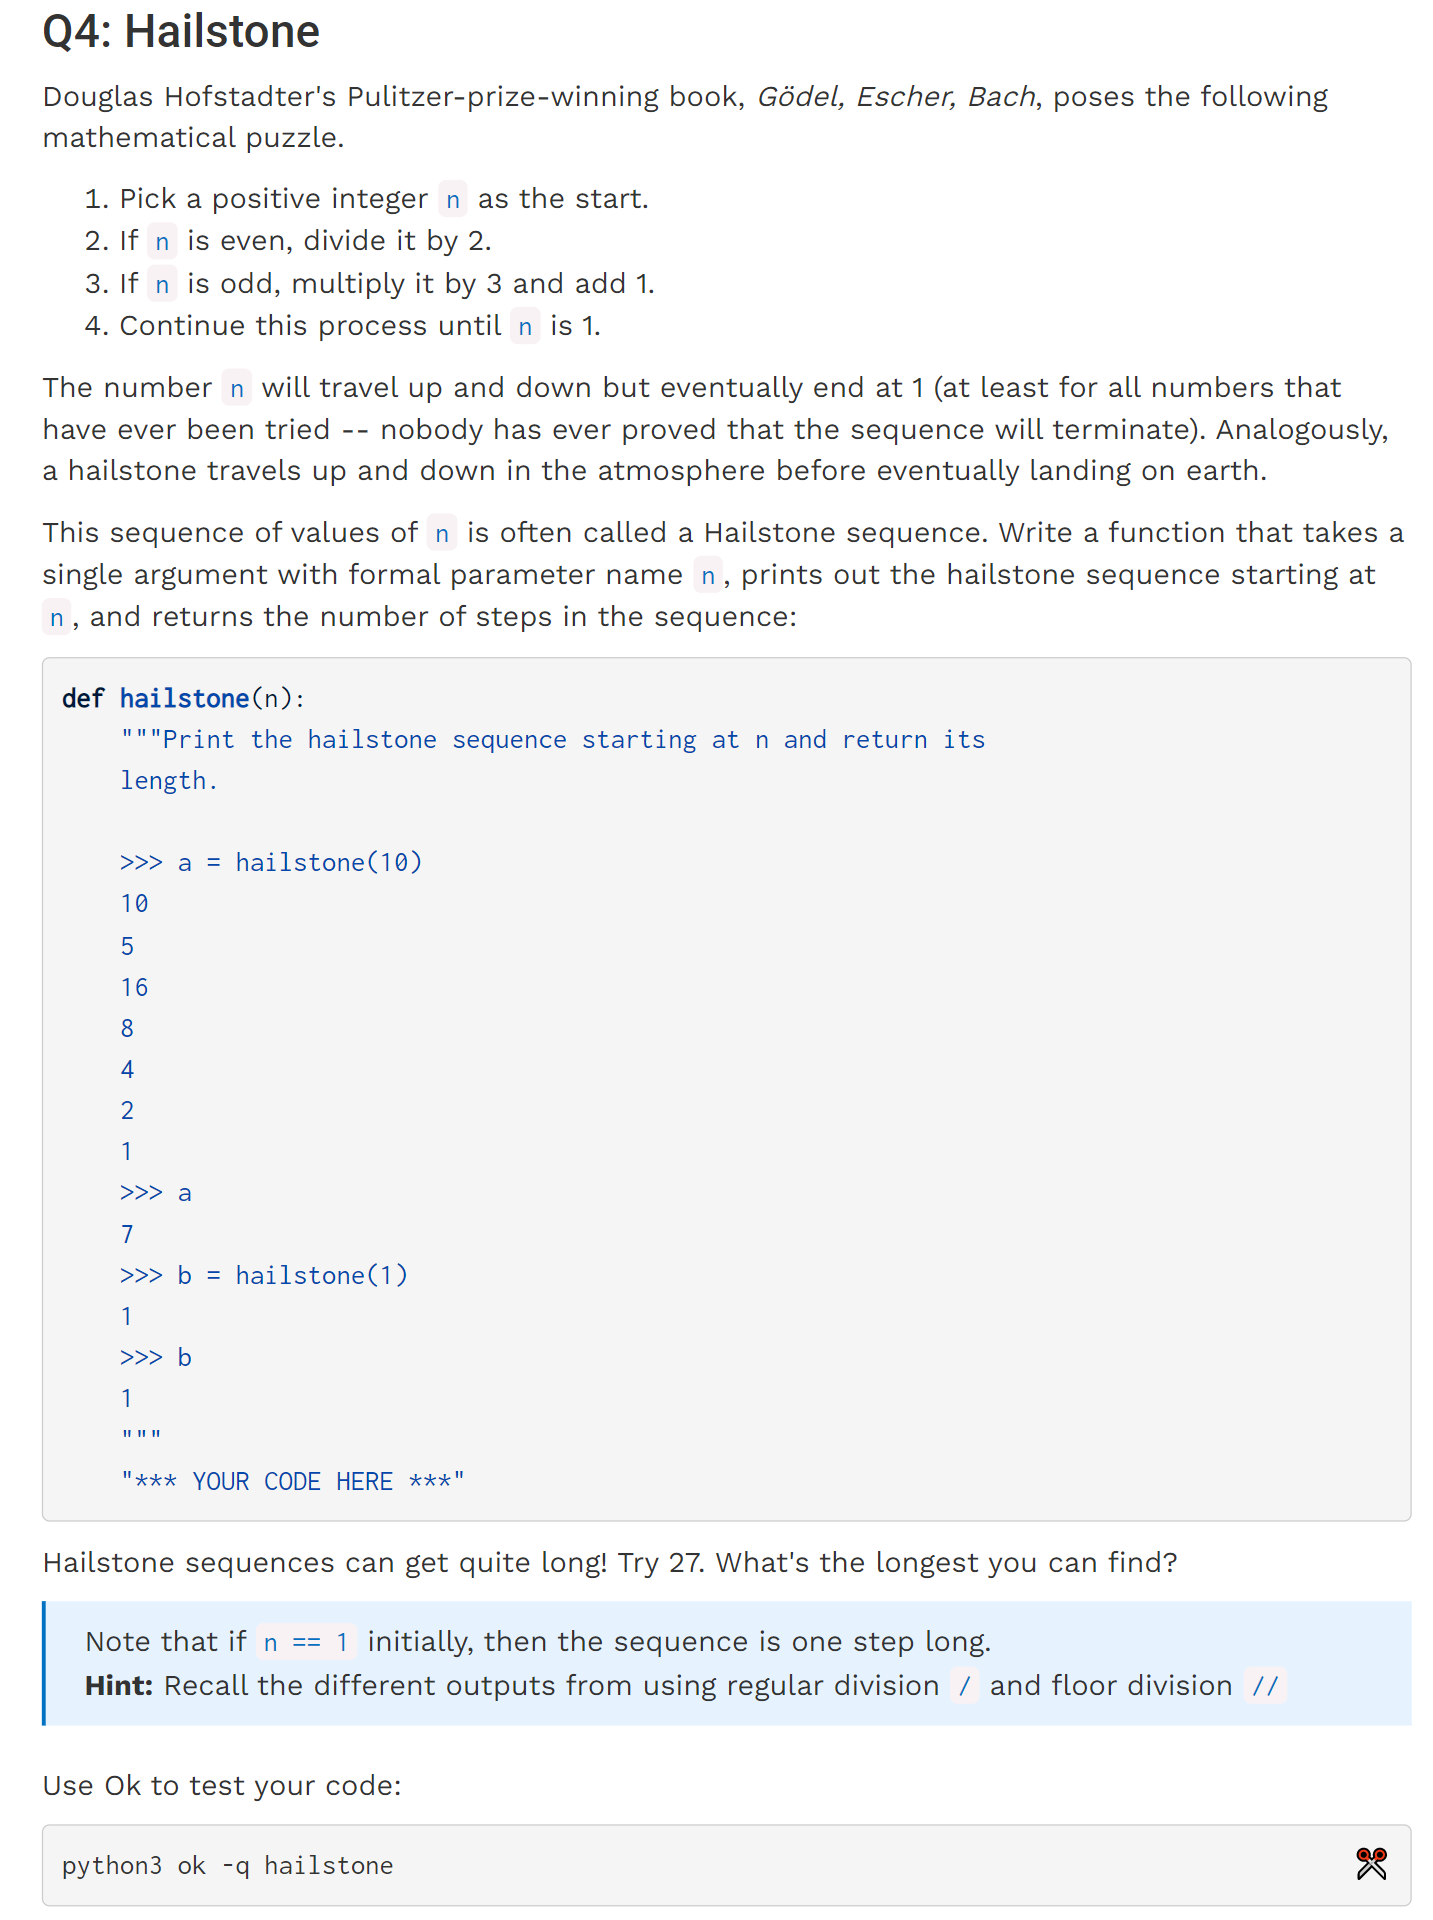 Q4: Hailstone
Douglas Hofstadter's Pulitzer-prize-winning book, Gödel, Escher, Bach, poses the following
mathematical puzzle.
1. Pick a positive integer n as the start.
2. If n is even, divide it by 2.
3. If n is odd, multiply it by 3 and add 1.
4. Continue this process until n is 1.
The number n will travel up and down but eventually end at 1 (at least for all numbers that
have ever been tried -- nobody has ever proved that the sequence will terminate). Analogously,
a hailstone travels up and down in the atmosphere before eventually landing on earth.
This sequence of values of n is often called a Hailstone sequence. Write a function that takes a
single argument with formal parameter name n, prints out the hailstone sequence starting at
n, and returns the number of steps in the sequence:
def hailstone(n):
    """Print the hailstone sequence starting at n and return its
    length.

    >>> a = hailstone(10)
    10
    5
    16
    8
    4
    2
    1
    >>> a
    7
    >>> b = hailstone(1)
    1
    >>> b
    1
    """
    "*** YOUR CODE HERE ***"
Hailstone sequences can get quite long! Try 27. What's the longest you can find?
Note that if n == 1 initially, then the sequence is one step long.
Hint: Recall the different outputs from using regular division / and floor division //
Use Ok to test your code:
python3 ok -q hailstone